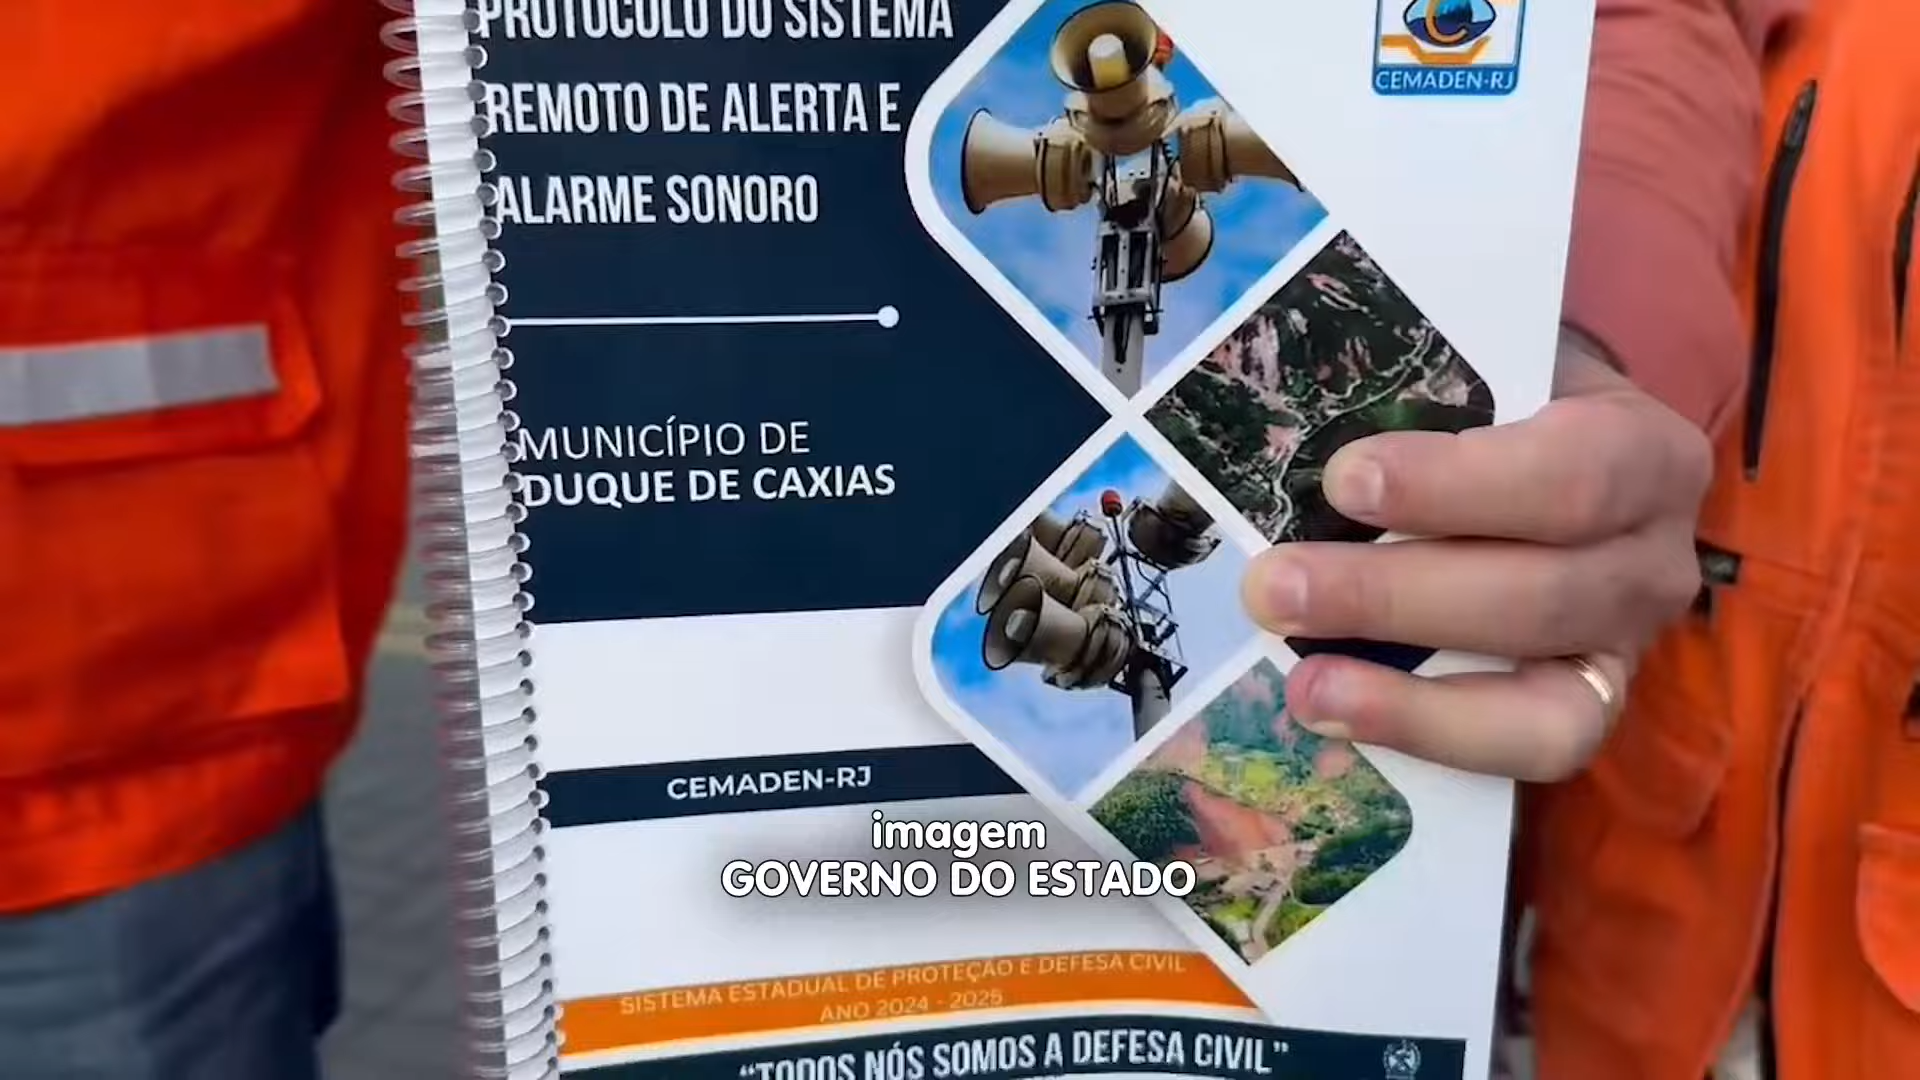 PROTOCOLO DO SISTEMA
REMOTO DE ALERTA E
ALARME SONORO
CEMADEN-RJ
MUNICÍPIO DE
DUQUE DE CAXIAS
CEMADEN-RJ
imagem
GOVERNO DO ESTADO
SISTEMA ESTADUAL DE PROTEÇÃO E DEFESA CIVIL
ANO 2024 - 2025
“TODOS NÓS SOMOS A DEFESA CIVIL”